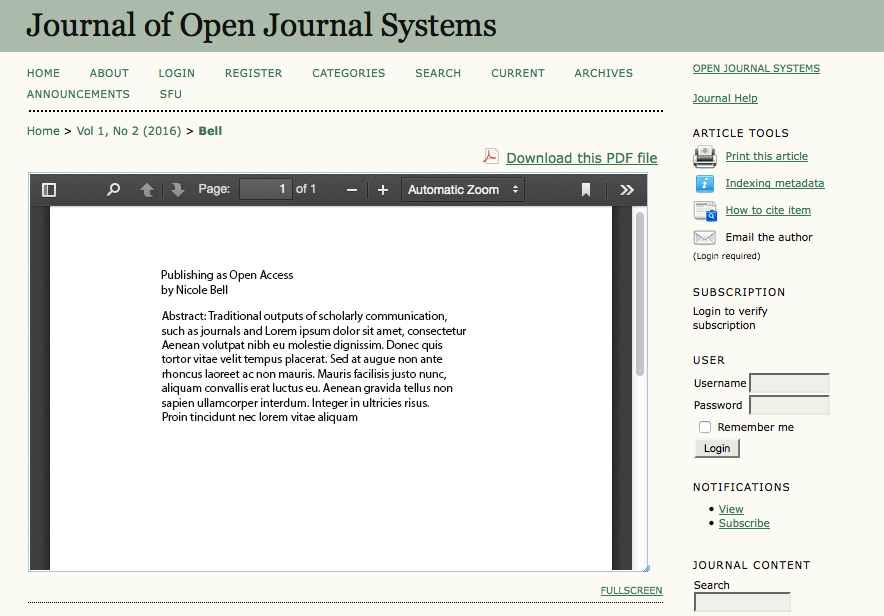 Journal of Open Journal Systems
HOME ABOUT LOGIN REGISTER CATEGORIES SEARCH CURRENT ARCHIVES
ANNOUNCEMENTS SFU
Home > Vol 1, No 2 (2016) > Bell
Download this PDF file
Page: 1 of 1 Automatic Zoom
Publishing as Open Access
by Nicole Bell
Abstract: Traditional outputs of scholarly communication,
such as journals and Lorem ipsum dolor sit amet, consectetur
Aenean volutpat nibh eu molestie dignissim. Donec quis
tortor vitae velit tempus placerat. Sed at augue non ante
rhoncus laoreet ac non mauris. Mauris facilisis justo nunc,
aliquam convallis erat luctus eu. Aenean gravida tellus non
sapien ullamcorper interdum. Integer in ultricies risus.
Proin tincidunt nec lorem vitae aliquam
FULLSCREEN
OPEN JOURNAL SYSTEMS
Journal Help
ARTICLE TOOLS
Print this article
Indexing metadata
How to cite item
Email the author
(Login required)
SUBSCRIPTION
Login to verify
subscription
USER
Username
Password
Remember me
Login
NOTIFICATIONS
View
Subscribe
JOURNAL CONTENT
Search